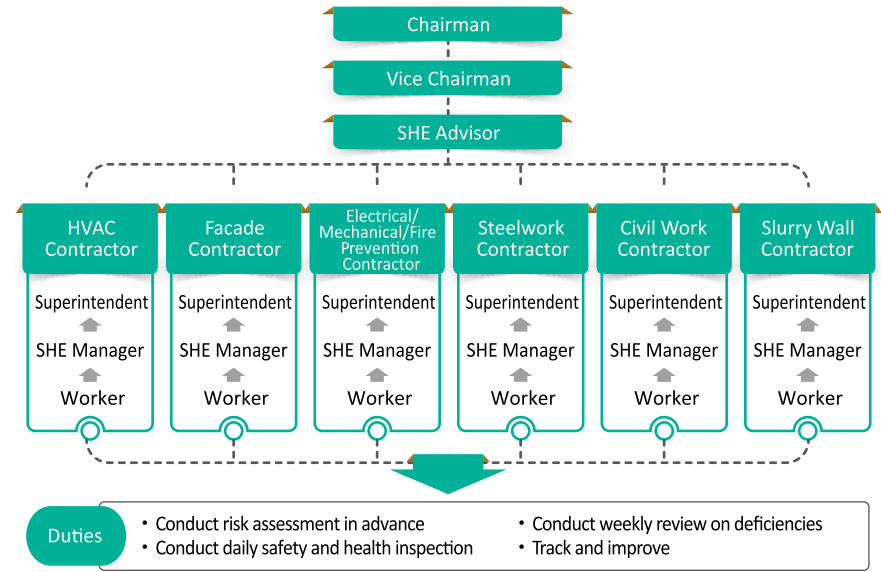 Chairman
Vice Chairman
SHE Advisor
HVAC
Contractor
Superintendent
SHE Manager
Worker
Facade
Contractor
Superintendent
SHE Manager
Worker
Electrical/
Mechanical/Fire
Prevention
Contractor
Superintendent
SHE Manager
Worker
Steelwork
Contractor
Superintendent
SHE Manager
Worker
Civil Work
Contractor
Superintendent
SHE Manager
Worker
Slurry Wall
Contractor
Superintendent
SHE Manager
Worker
Duties
• Conduct risk assessment in advance
• Conduct daily safety and health inspection
• Conduct weekly review on deficiencies
• Track and improve